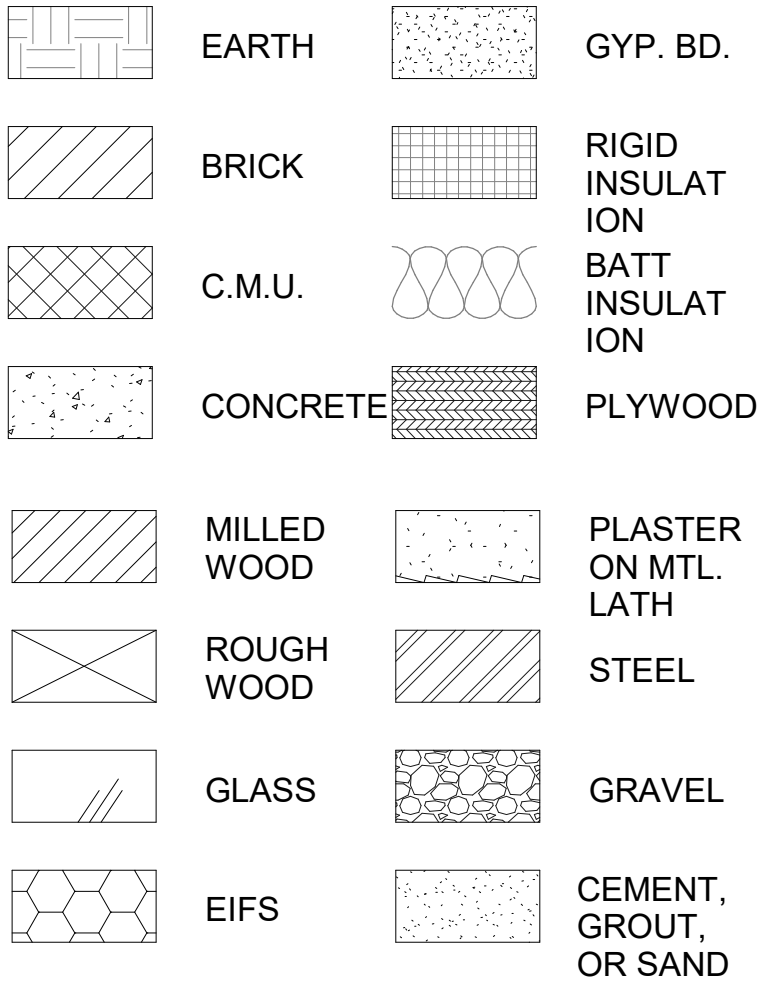 EARTH
GYP. BD.
BRICK
RIGID
INSULAT
ION
C.M.U.
BATT
INSULAT
ION
CONCRETE
PLYWOOD
MILLED
WOOD
PLASTER
ON MTL.
LATH
ROUGH
WOOD
STEEL
GLASS
GRAVEL
EIFS
CEMENT,
GROUT,
OR SAND